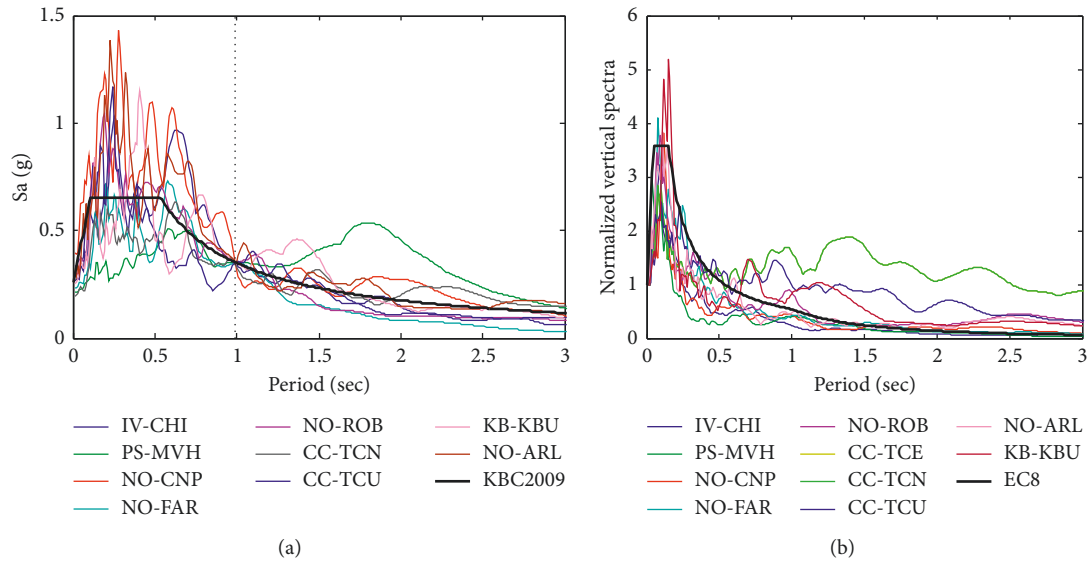 1.5
1
0.5
0
Sa (g)
0 0.5 1 1.5 2 2.5 3
Period (sec)
IV-CHI NO-ROB KB-KBU
PS-MVH CC-TCN NO-ARL
NO-CNP CC-TCU KBC2009
NO-FAR
(a)
6
5
4
3
2
1
0
Normalized vertical spectra
0 0.5 1 1.5 2 2.5 3
Period (sec)
IV-CHI NO-ROB NO-ARL
PS-MVH CC-TCE KB-KBU
NO-CNP CC-TCN EC8
NO-FAR CC-TCU
(b)